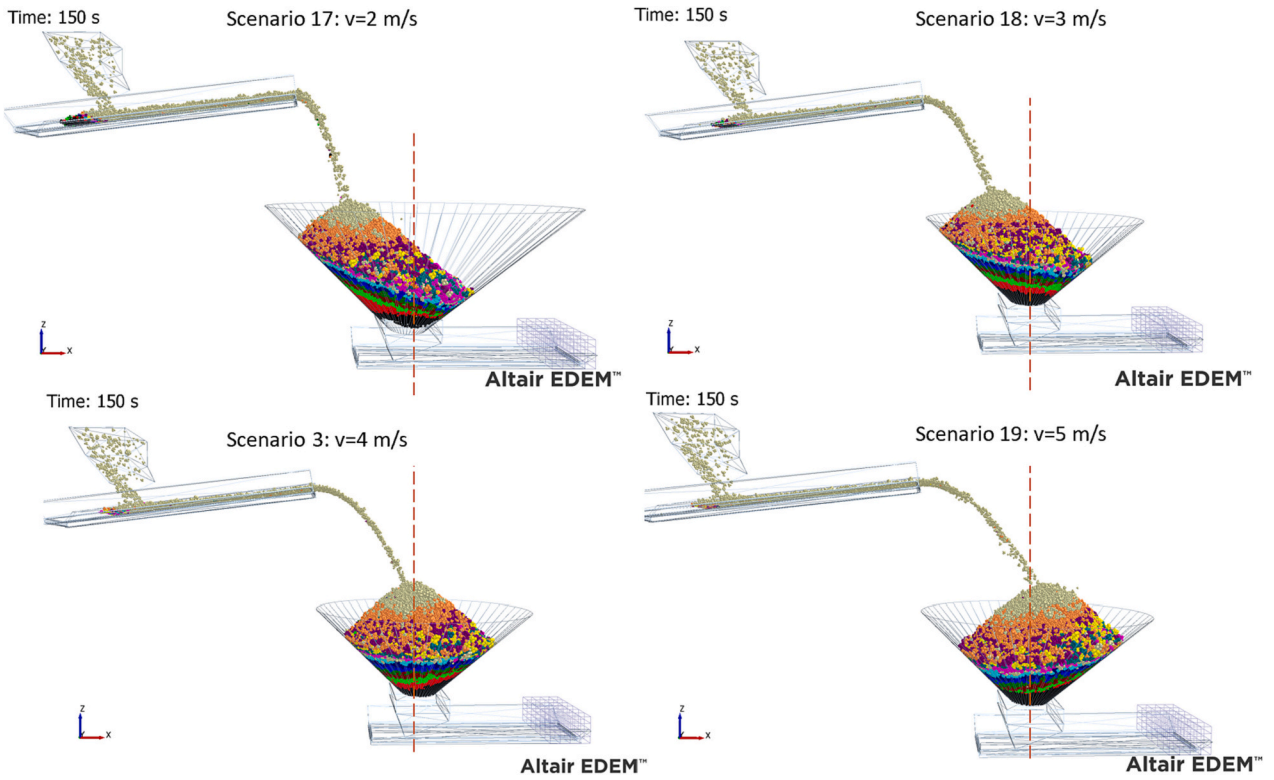 Time: 150 s
Scenario 17: v=2 m/s
z
x
Altair EDEM™
Time: 150 s
Scenario 18: v=3 m/s
z
x
Altair EDEM™
Time: 150 s
Scenario 3: v=4 m/s
z
x
Altair EDEM™
Time: 150 s
Scenario 19: v=5 m/s
z
x
Altair EDEM™